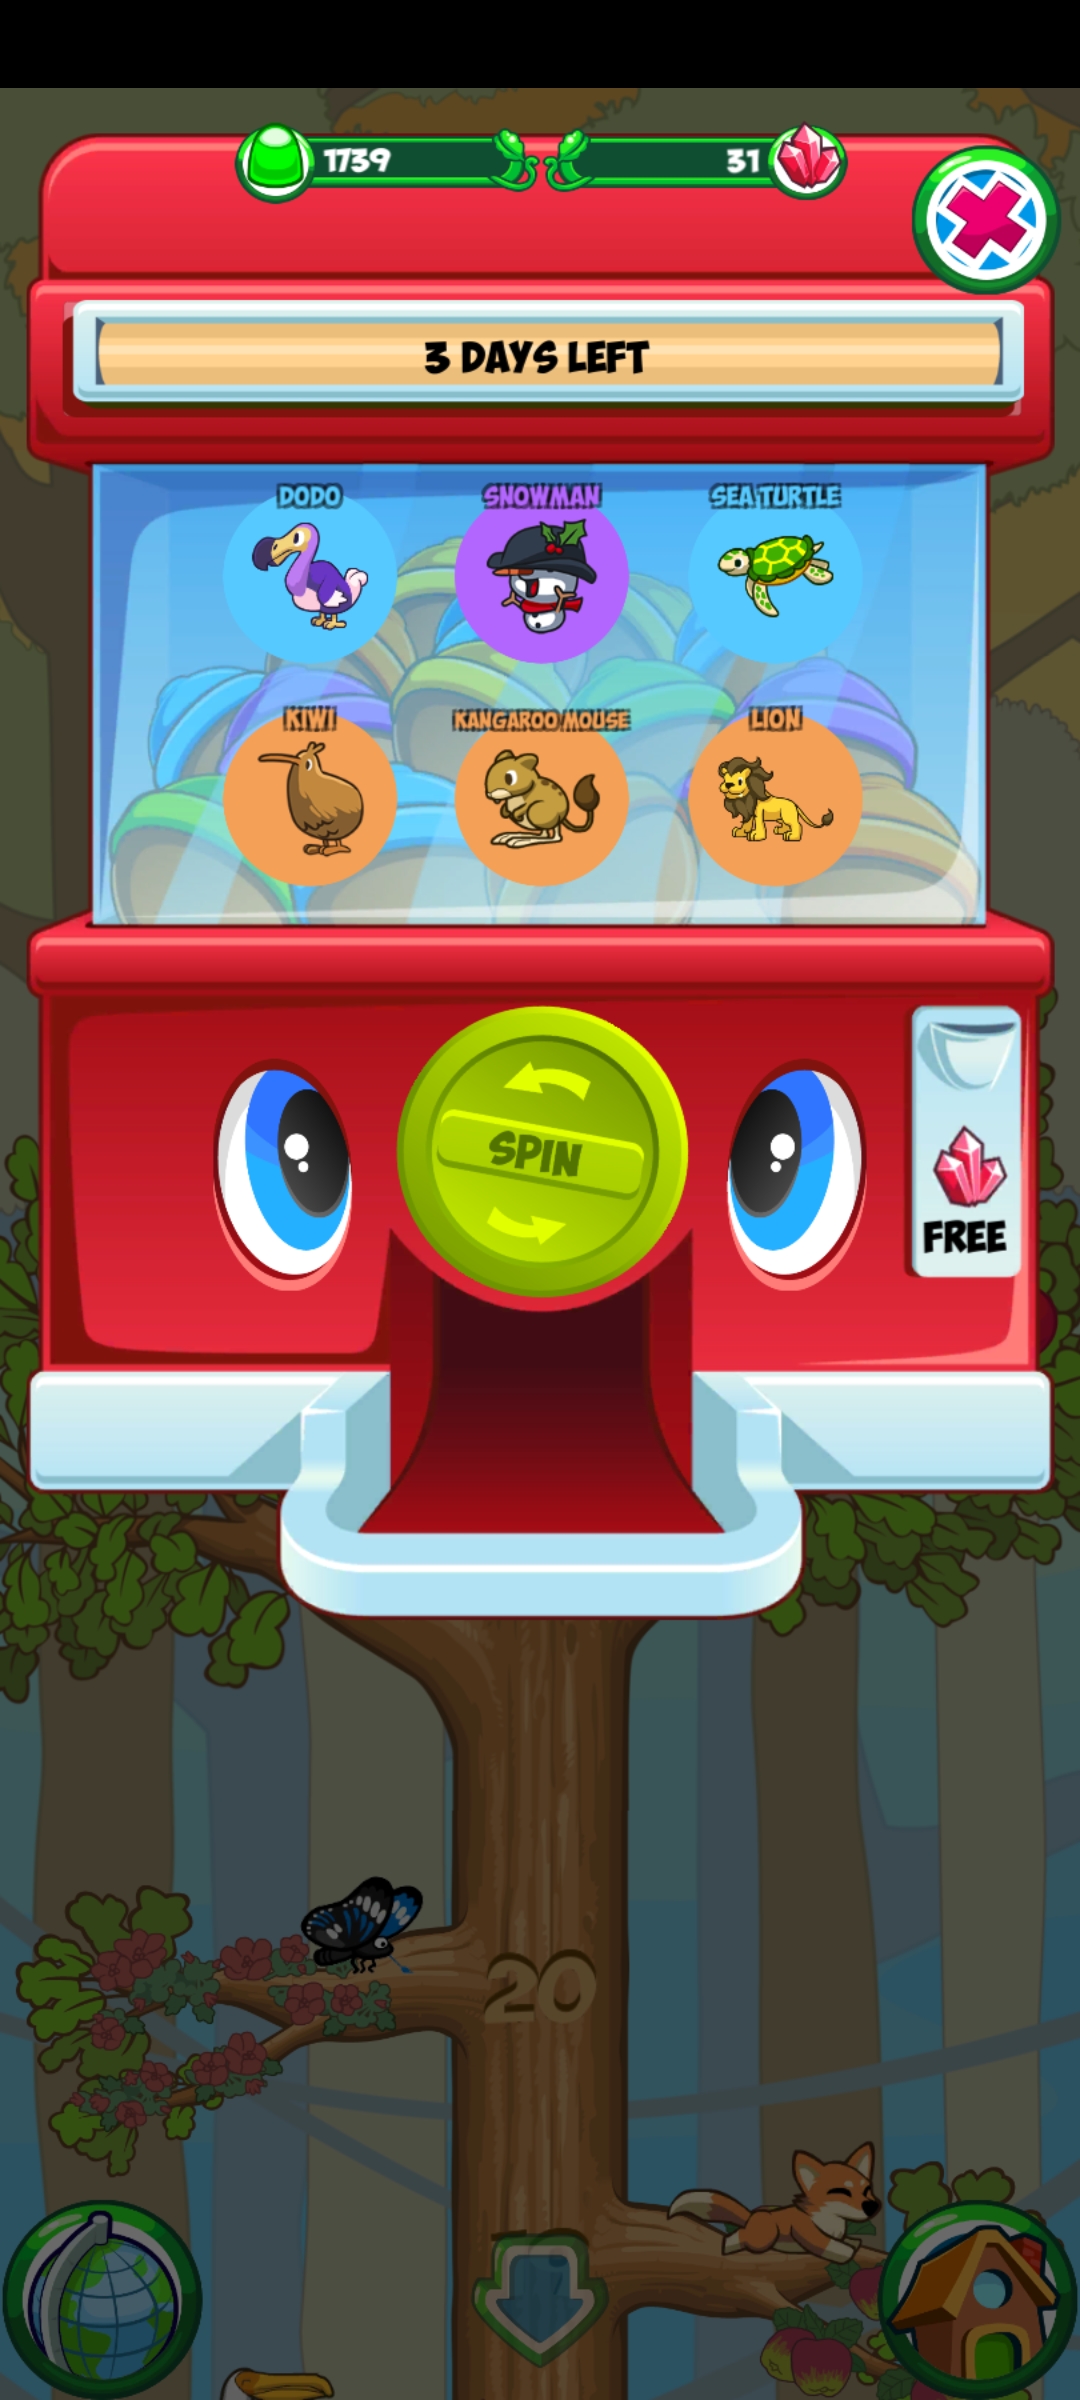 1739
31
3 DAYS LEFT
DODO
SNOWMAN
SEA TURTLE
KIWI
KANGAROO MOUSE
LION
SPIN
FREE
20